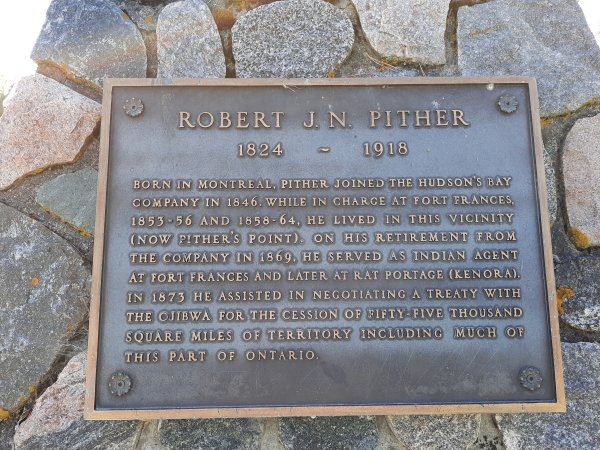 ROBERT J. N. PITHER
1824 ~ 1918
BORN IN MONTREAL, PITHER JOINED THE HUDSON'S BAY
COMPANY IN 1846. WHILE IN CHARGE AT FORT FRANCES,
1853-56 AND 1858-64, HE LIVED IN THIS VICINITY
(NOW PITHER'S POINT). ON HIS RETIREMENT FROM
THE COMPANY IN 1869, HE SERVED AS INDIAN AGENT
AT FORT FRANCES AND LATER AT RAT PORTAGE (KENORA).
IN 1873 HE ASSISTED IN NEGOTIATING A TREATY WITH
THE OJIBWA FOR THE CESSION OF FIFTY-FIVE THOUSAND
SQUARE MILES OF TERRITORY INCLUDING MUCH OF
THIS PART OF ONTARIO.